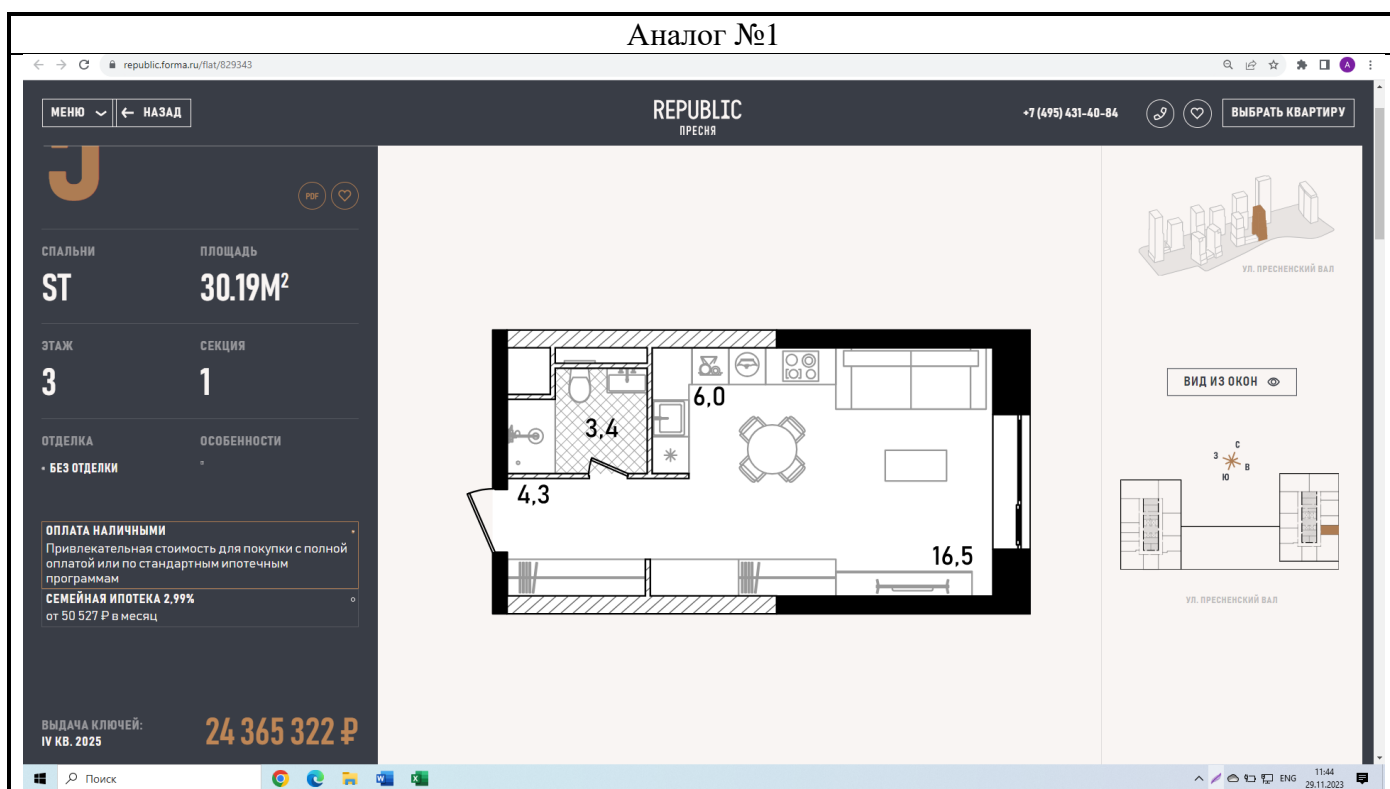 Аналог №1
republic.forma.ru/flat/829343
A
МЕНЮ
← НАЗАД
REPUBLIC
ПРЕСНЯ
+7 (495) 431-40-84
ВЫБРАТЬ КВАРТИРУ
PDF
СПАЛЬНИ
ПЛОЩАДЬ
ST
30.19М²
ЭТАЖ
СЕКЦИЯ
3
1
ОТДЕЛКА
ОСОБЕННОСТИ
• БЕЗ ОТДЕЛКИ
ОПЛАТА НАЛИЧНЫМИ
Привлекательная стоимость для покупки с полной
оплатой или по стандартным ипотечным
программам
СЕМЕЙНАЯ ИПОТЕКА 2,99%
от 50 527 ₽ в месяц
ВЫДАЧА КЛЮЧЕЙ:
IV КВ. 2025
24 365 322 ₽
6,0
3,4
4,3
16,5
УЛ. ПРЕСНЕНСКИЙ ВАЛ
ВИД ИЗ ОКОН
С
З
В
Ю
УЛ. ПРЕСНЕНСКИЙ ВАЛ
Поиск
ENG
11:44
29.11.2023